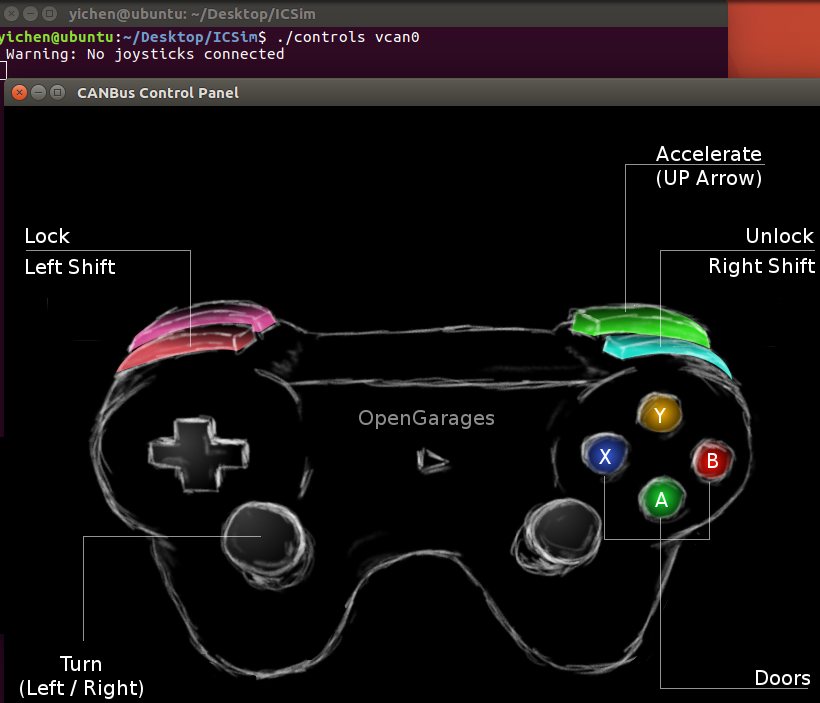 yichen@ubuntu: ~/Desktop/ICSim
yichen@ubuntu:~/Desktop/ICSim$ ./controls vcan0
Warning: No joysticks connected
CANBus Control Panel
Accelerate
(UP Arrow)
Lock
Left Shift
Unlock
Right Shift
OpenGarages
Y
X
B
A
Turn
(Left / Right)
Doors